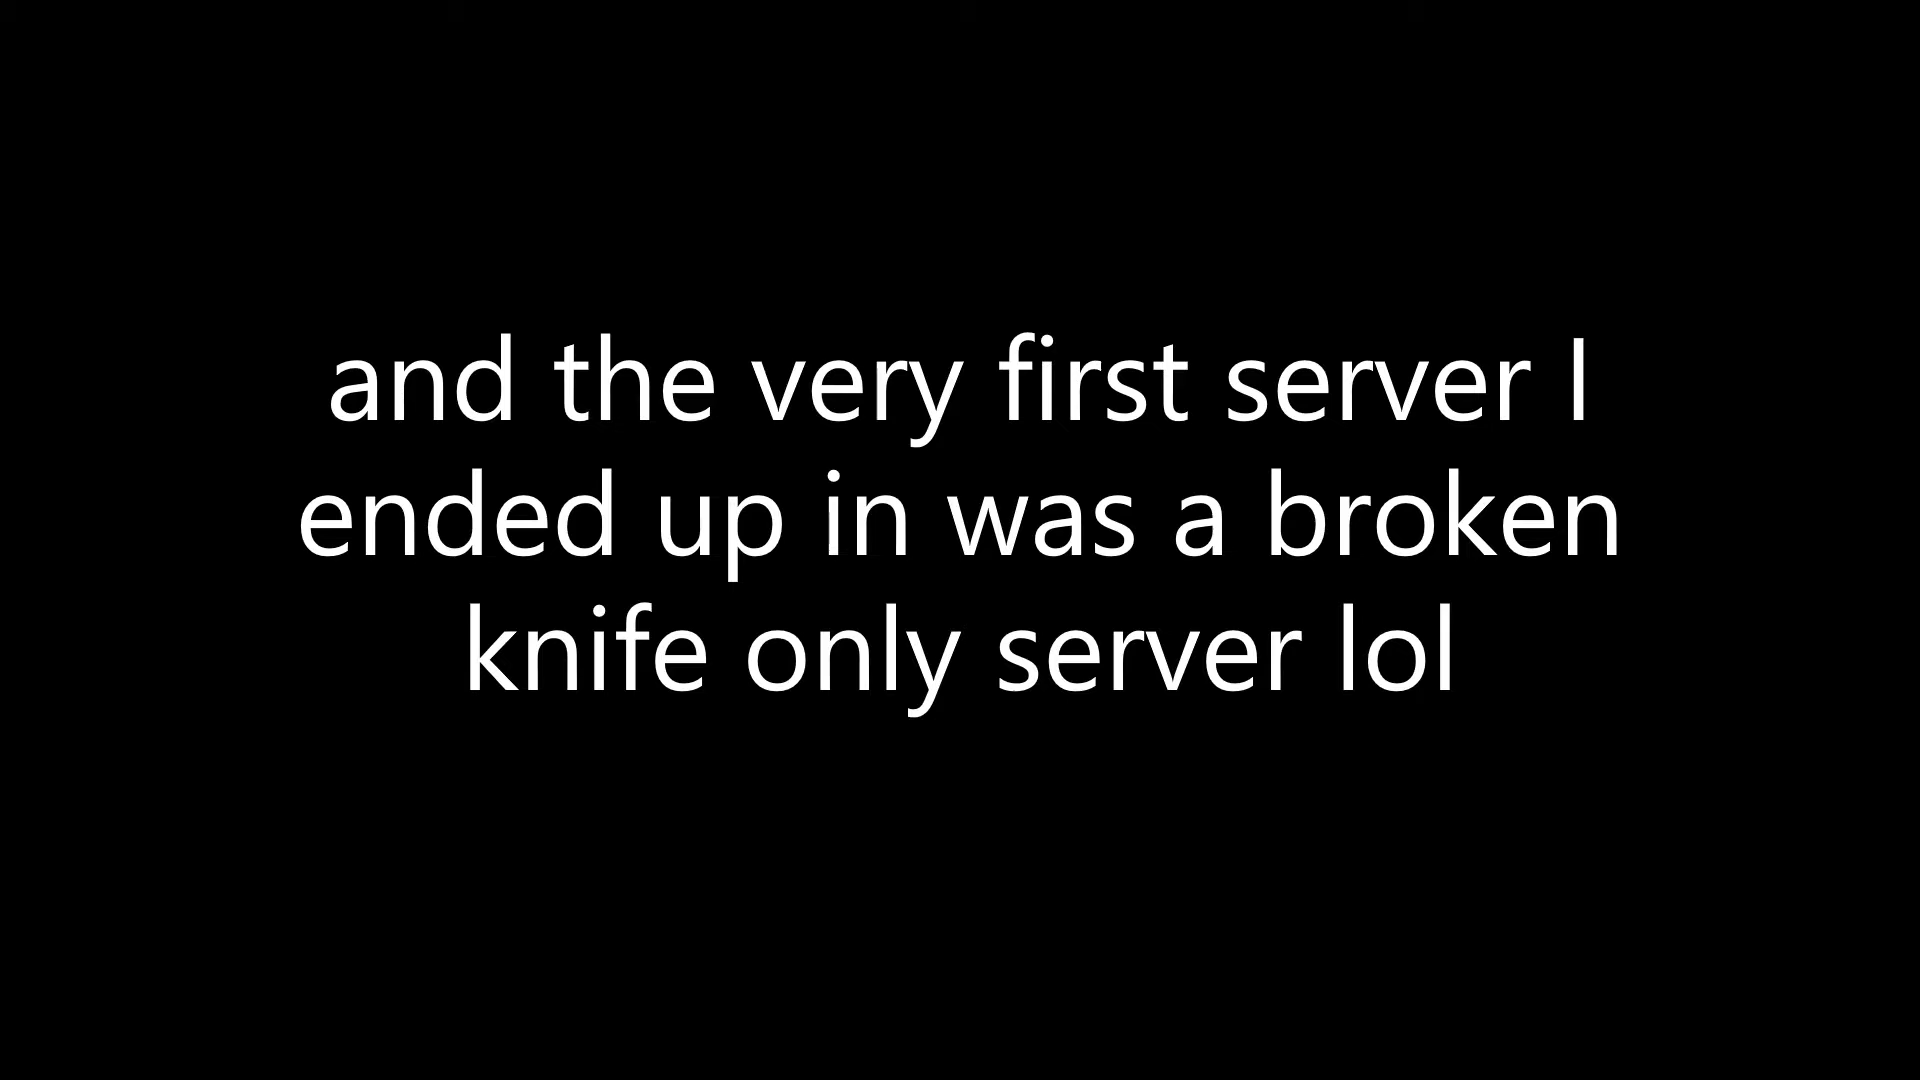 and the very first server I
ended up in was a broken
knife only server lol